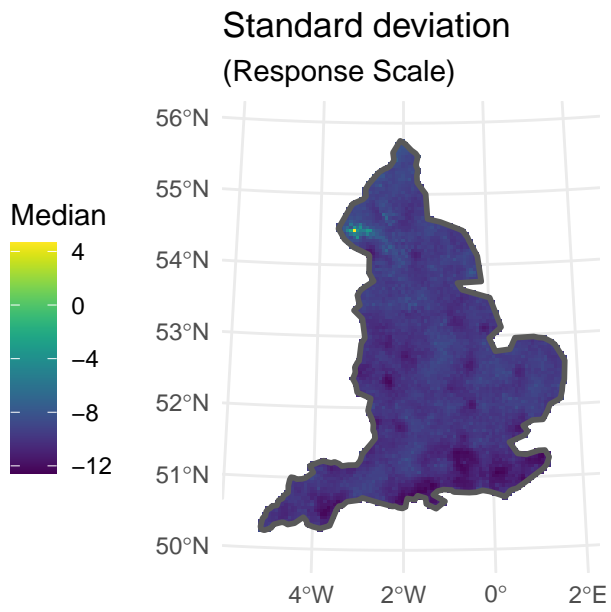 Standard deviation
(Response Scale)
Median
4
0
−4
−8
−12
56°N
55°N
54°N
53°N
52°N
51°N
50°N
4°W
2°W
0°
2°E